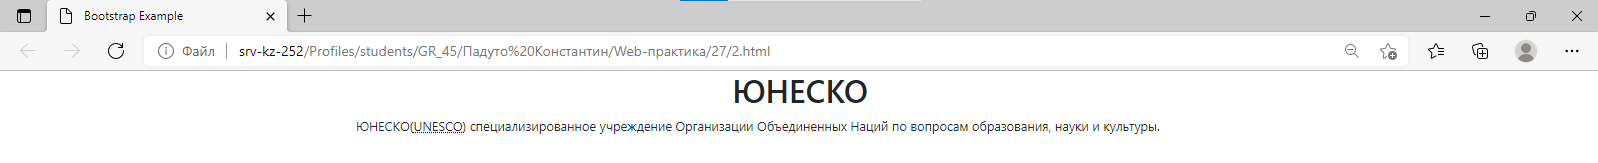 Bootstrap Example
Файл srv-kz-252/Profiles/students/GR_45/Падуто%20Константин/Web-практика/27/2.html
ЮНЕСКО
ЮНЕСКО(UNESCO) специализированное учреждение Организации Объединенных Наций по вопросам образования, науки и культуры.